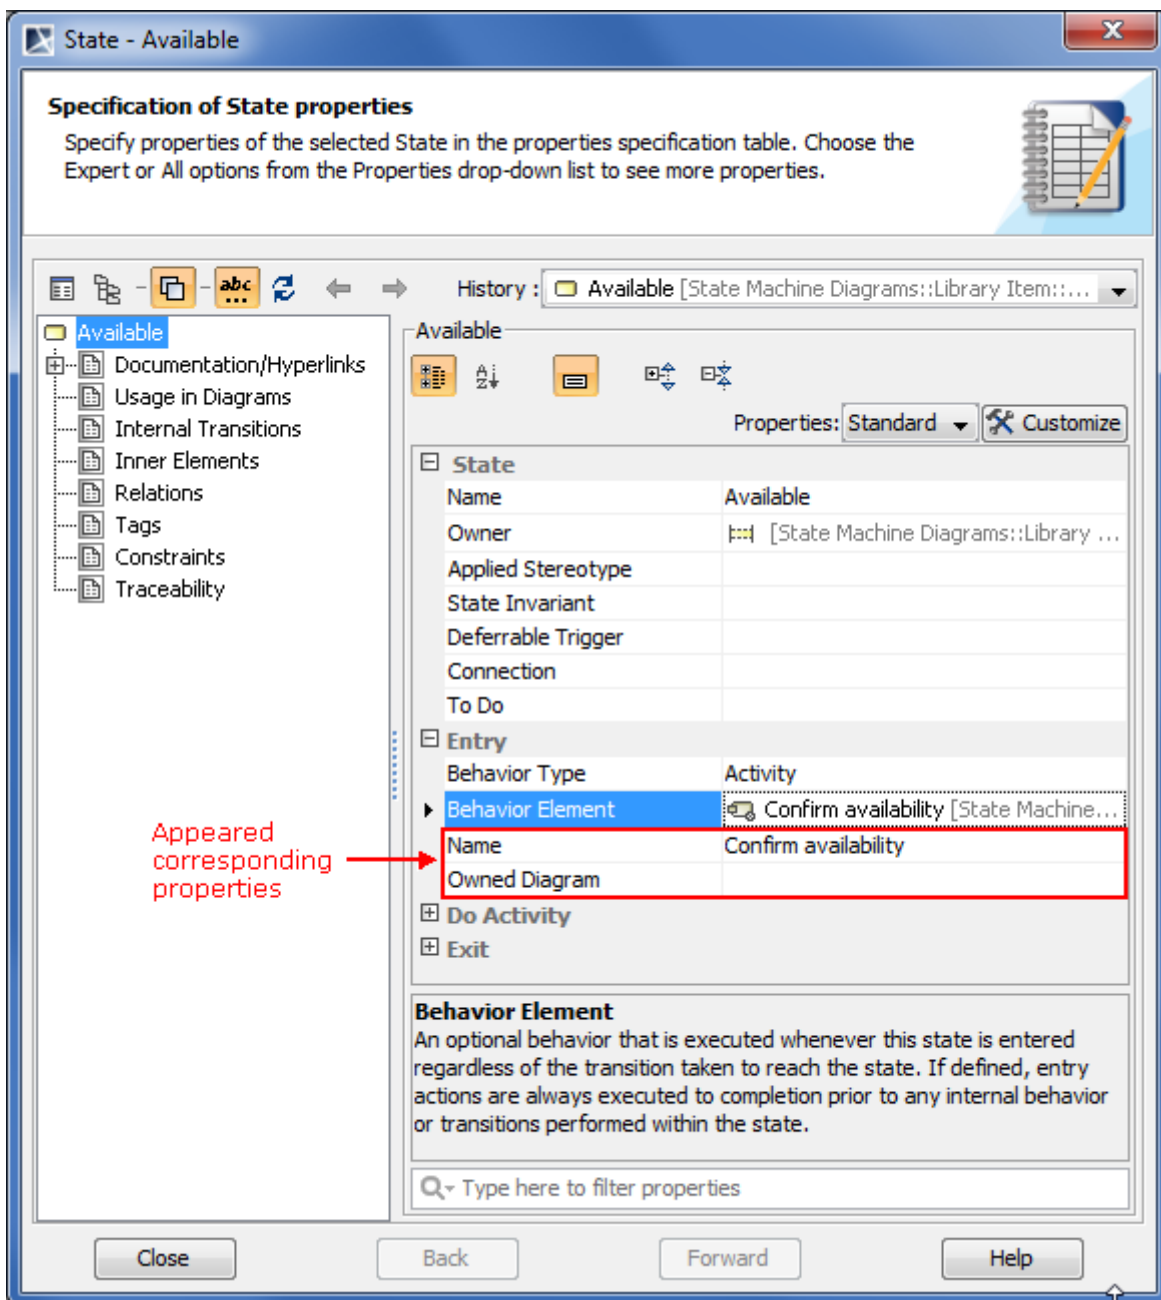 State - Available
x
Specification of State properties
Specify properties of the selected State in the properties specification table. Choose the
Expert or All options from the Properties drop-down list to see more properties.
abc
History : Available [State Machine Diagrams::Library Item::...
Available
Documentation/Hyperlinks
Usage in Diagrams
Internal Transitions
Inner Elements
Relations
Tags
Constraints
Traceability
Available
A
Z
Properties: Standard Customize
State
Name Available
Owner [State Machine Diagrams::Library ...
Applied Stereotype
State Invariant
Deferrable Trigger
Connection
To Do
Entry
Behavior Type Activity
Behavior Element Confirm availability [State Machine...
Name Confirm availability
Owned Diagram
Do Activity
Exit
Appeared
corresponding
properties
Behavior Element
An optional behavior that is executed whenever this state is entered
regardless of the transition taken to reach the state. If defined, entry
actions are always executed to completion prior to any internal behavior
or transitions performed within the state.
Type here to filter properties
Close Back Forward Help